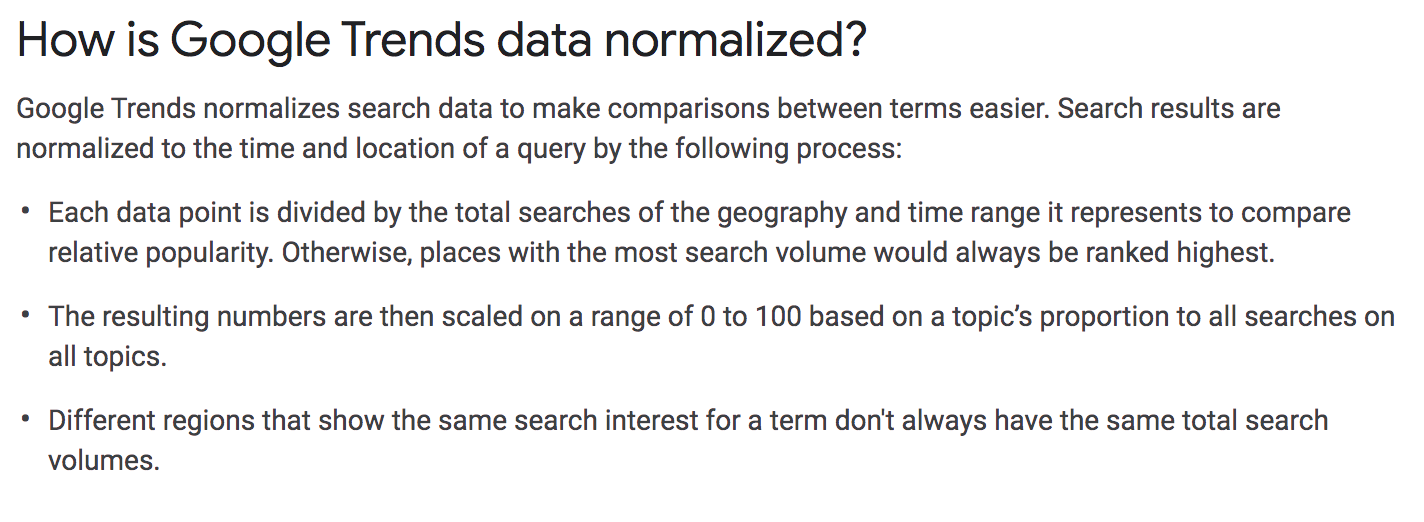 How is Google Trends data normalized?
Google Trends normalizes search data to make comparisons between terms easier. Search results are
normalized to the time and location of a query by the following process:
• Each data point is divided by the total searches of the geography and time range it represents to compare
relative popularity. Otherwise, places with the most search volume would always be ranked highest.
• The resulting numbers are then scaled on a range of 0 to 100 based on a topic’s proportion to all searches on
all topics.
• Different regions that show the same search interest for a term don't always have the same total search
volumes.